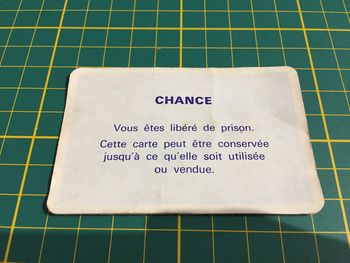 CHANCE
Vous êtes libéré de prison.
Cette carte peut être conservée
jusqu'à ce qu'elle soit utilisée
ou vendue.